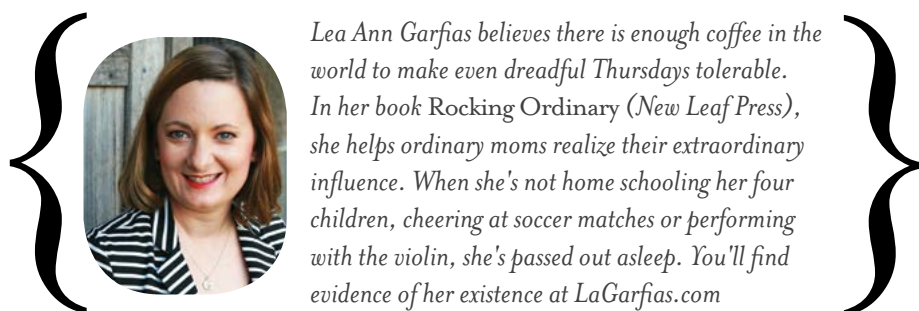 Lea Ann Garfias believes there is enough coffee in the
world to make even dreadful Thursdays tolerable.
In her book Rocking Ordinary (New Leaf Press),
she helps ordinary moms realize their extraordinary
influence. When she's not home schooling her four
children, cheering at soccer matches or performing
with the violin, she's passed out asleep. You'll find
evidence of her existence at LaGarfias.com